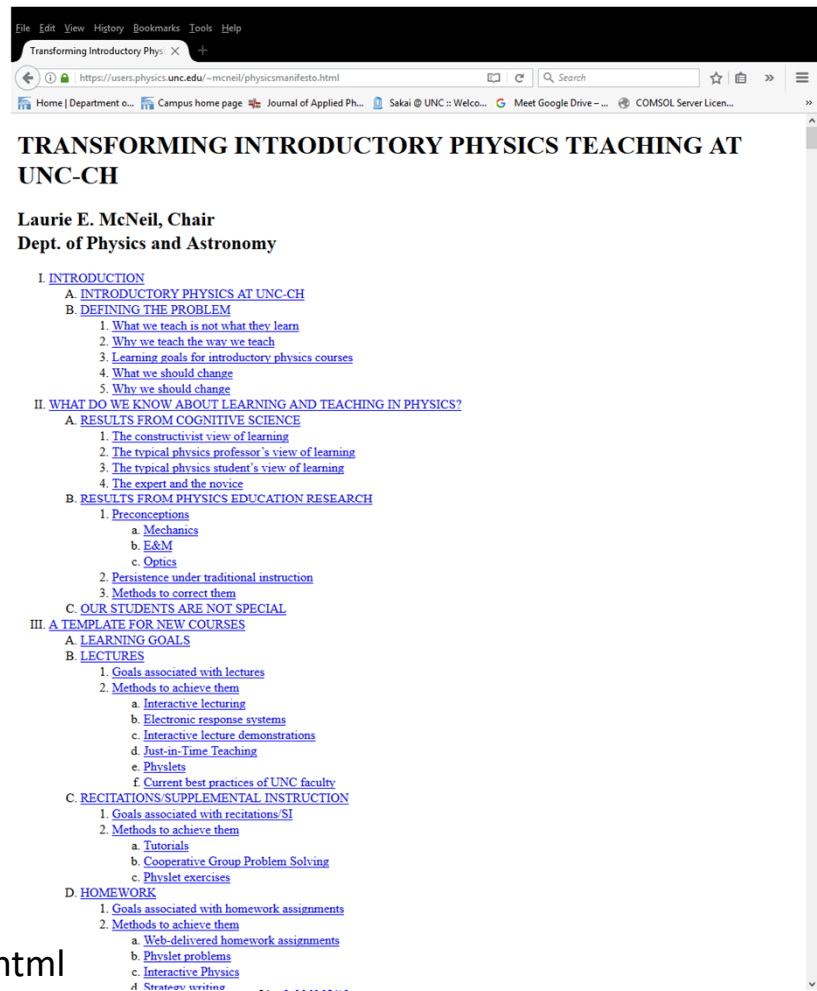 File Edit View History Bookmarks Tools Help
Transforming Introductory Physi
https://users.physics.unc.edu/~mcneil/physicsmanifesto.html
Search
Home | Department o... Campus home page Journal of Applied Ph... Sakai @ UNC :: Welco... Meet Google Drive – ... COMSOL Server Licen... »
TRANSFORMING INTRODUCTORY PHYSICS TEACHING AT
UNC-CH
Laurie E. McNeil, Chair
Dept. of Physics and Astronomy
I. INTRODUCTION
A. INTRODUCTORY PHYSICS AT UNC-CH
B. DEFINING THE PROBLEM
1. What we teach is not what they learn
2. Why we teach the way we teach
3. Learning goals for introductory physics courses
4. What we should change
5. Why we should change
II. WHAT DO WE KNOW ABOUT LEARNING AND TEACHING IN PHYSICS?
A. RESULTS FROM COGNITIVE SCIENCE
1. The constructivist view of learning
2. The typical physics professor's view of learning
3. The typical physics student's view of learning
4. The expert and the novice
B. RESULTS FROM PHYSICS EDUCATION RESEARCH
1. Preconceptions
a. Mechanics
b. E&M
c. Optics
2. Persistence under traditional instruction
3. Methods to correct them
C. OUR STUDENTS ARE NOT SPECIAL
III. A TEMPLATE FOR NEW COURSES
A. LEARNING GOALS
B. LECTURES
1. Goals associated with lectures
2. Methods to achieve them
a. Interactive lecturing
b. Electronic response systems
c. Interactive lecture demonstrations
d. Just-in-Time Teaching
e. Physlets
f. Current best practices of UNC faculty
C. RECITATIONS/SUPPLEMENTAL INSTRUCTION
1. Goals associated with recitations/SI
2. Methods to achieve them
a. Tutorials
b. Cooperative Group Problem Solving
c. Physlet exercises
D. HOMEWORK
1. Goals associated with homework assignments
2. Methods to achieve them
a. Web-delivered homework assignments
b. Physlet problems
c. Interactive Physics
d. Strategy writing
html